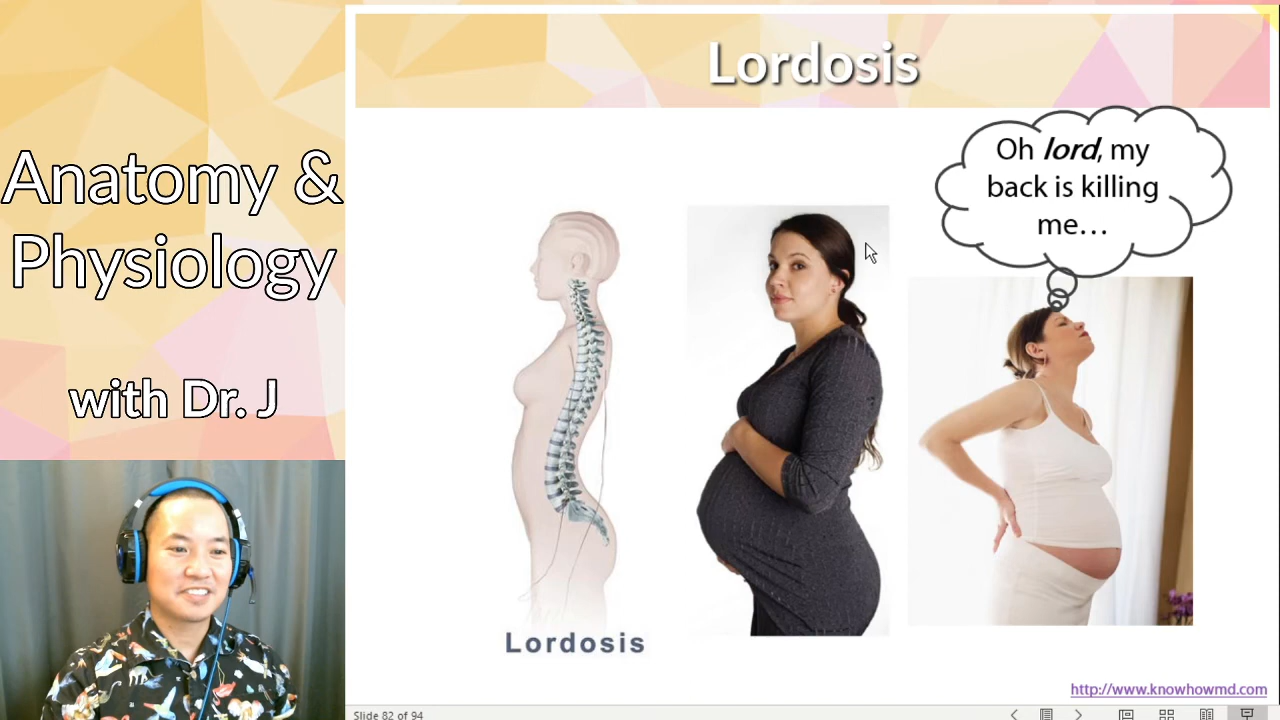 Anatomy &
Physiology
with Dr. J
Lordosis
Oh lord, my
back is killing
me...
Lordosis
http://www.knowhowmd.com
Slide 82 of 94